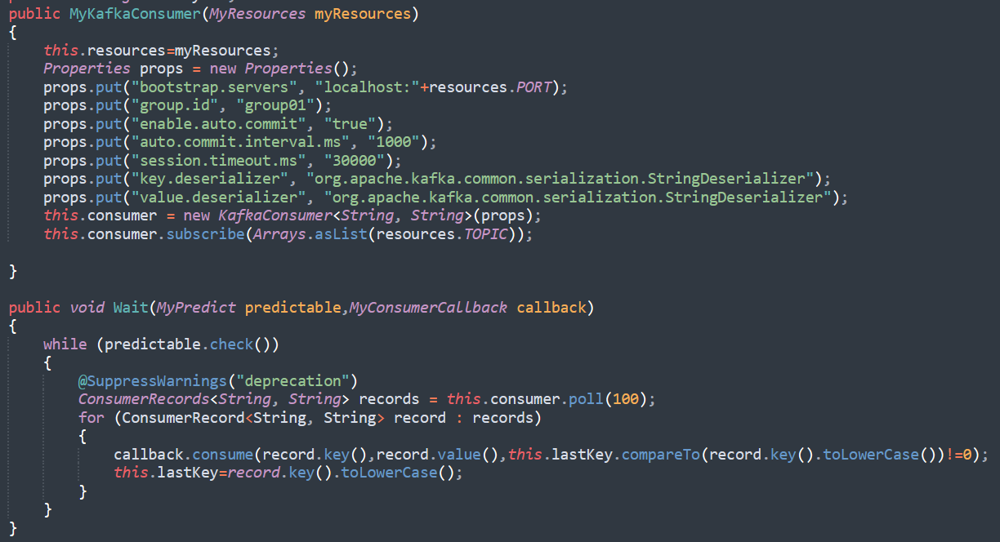 public MyKafkaConsumer(MyResources myResources)
{
    this.resources=myResources;
    Properties props = new Properties();
    props.put("bootstrap.servers", "localhost:"+resources.PORT);
    props.put("group.id", "group01");
    props.put("enable.auto.commit", "true");
    props.put("auto.commit.interval.ms", "1000");
    props.put("session.timeout.ms", "30000");
    props.put("key.deserializer", "org.apache.kafka.common.serialization.StringDeserializer");
    props.put("value.deserializer", "org.apache.kafka.common.serialization.StringDeserializer");
    this.consumer = new KafkaConsumer<String, String>(props);
    this.consumer.subscribe(Arrays.asList(resources.TOPIC));
}
public void Wait(MyPredict predictable,MyConsumerCallback callback)
{
    while (predictable.check())
    {
        @SuppressWarnings("deprecation")
        ConsumerRecords<String, String> records = this.consumer.poll(100);
        for (ConsumerRecord<String, String> record : records)
        {
            callback.consume(record.key(),record.value(),this.lastKey.compareTo(record.key().toLowerCase())!=0);
            this.lastKey=record.key().toLowerCase();
        }
    }
}